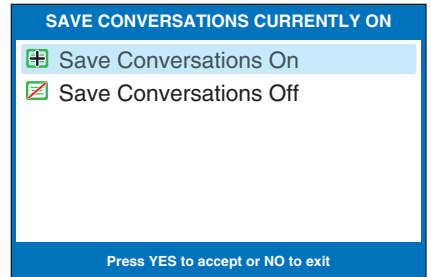 SAVE CONVERSATIONS CURRENTLY ON
Save Conversations On
Save Conversations Off
Press YES to accept or NO to exit